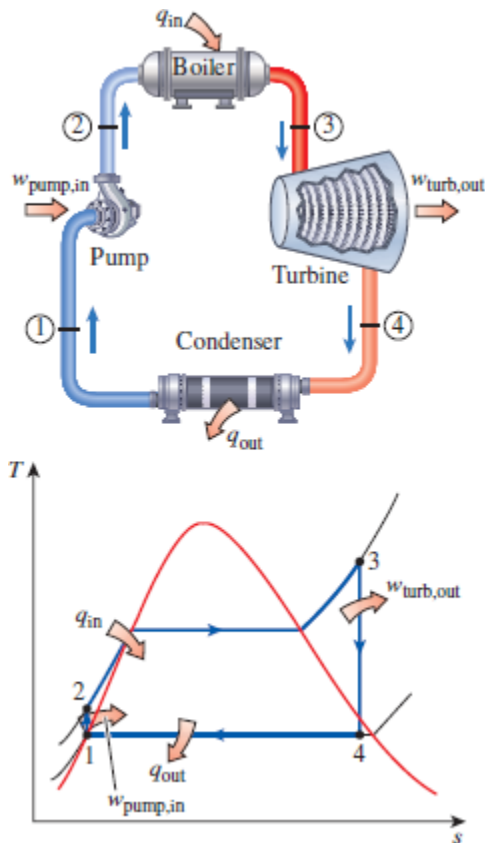 q_in
Boiler
2
3
w_pump,in
w_turb,out
Pump
Turbine
1
4
Condenser
q_out
T
3
w_turb,out
q_in
2
1
4
q_out
w_pump,in
s